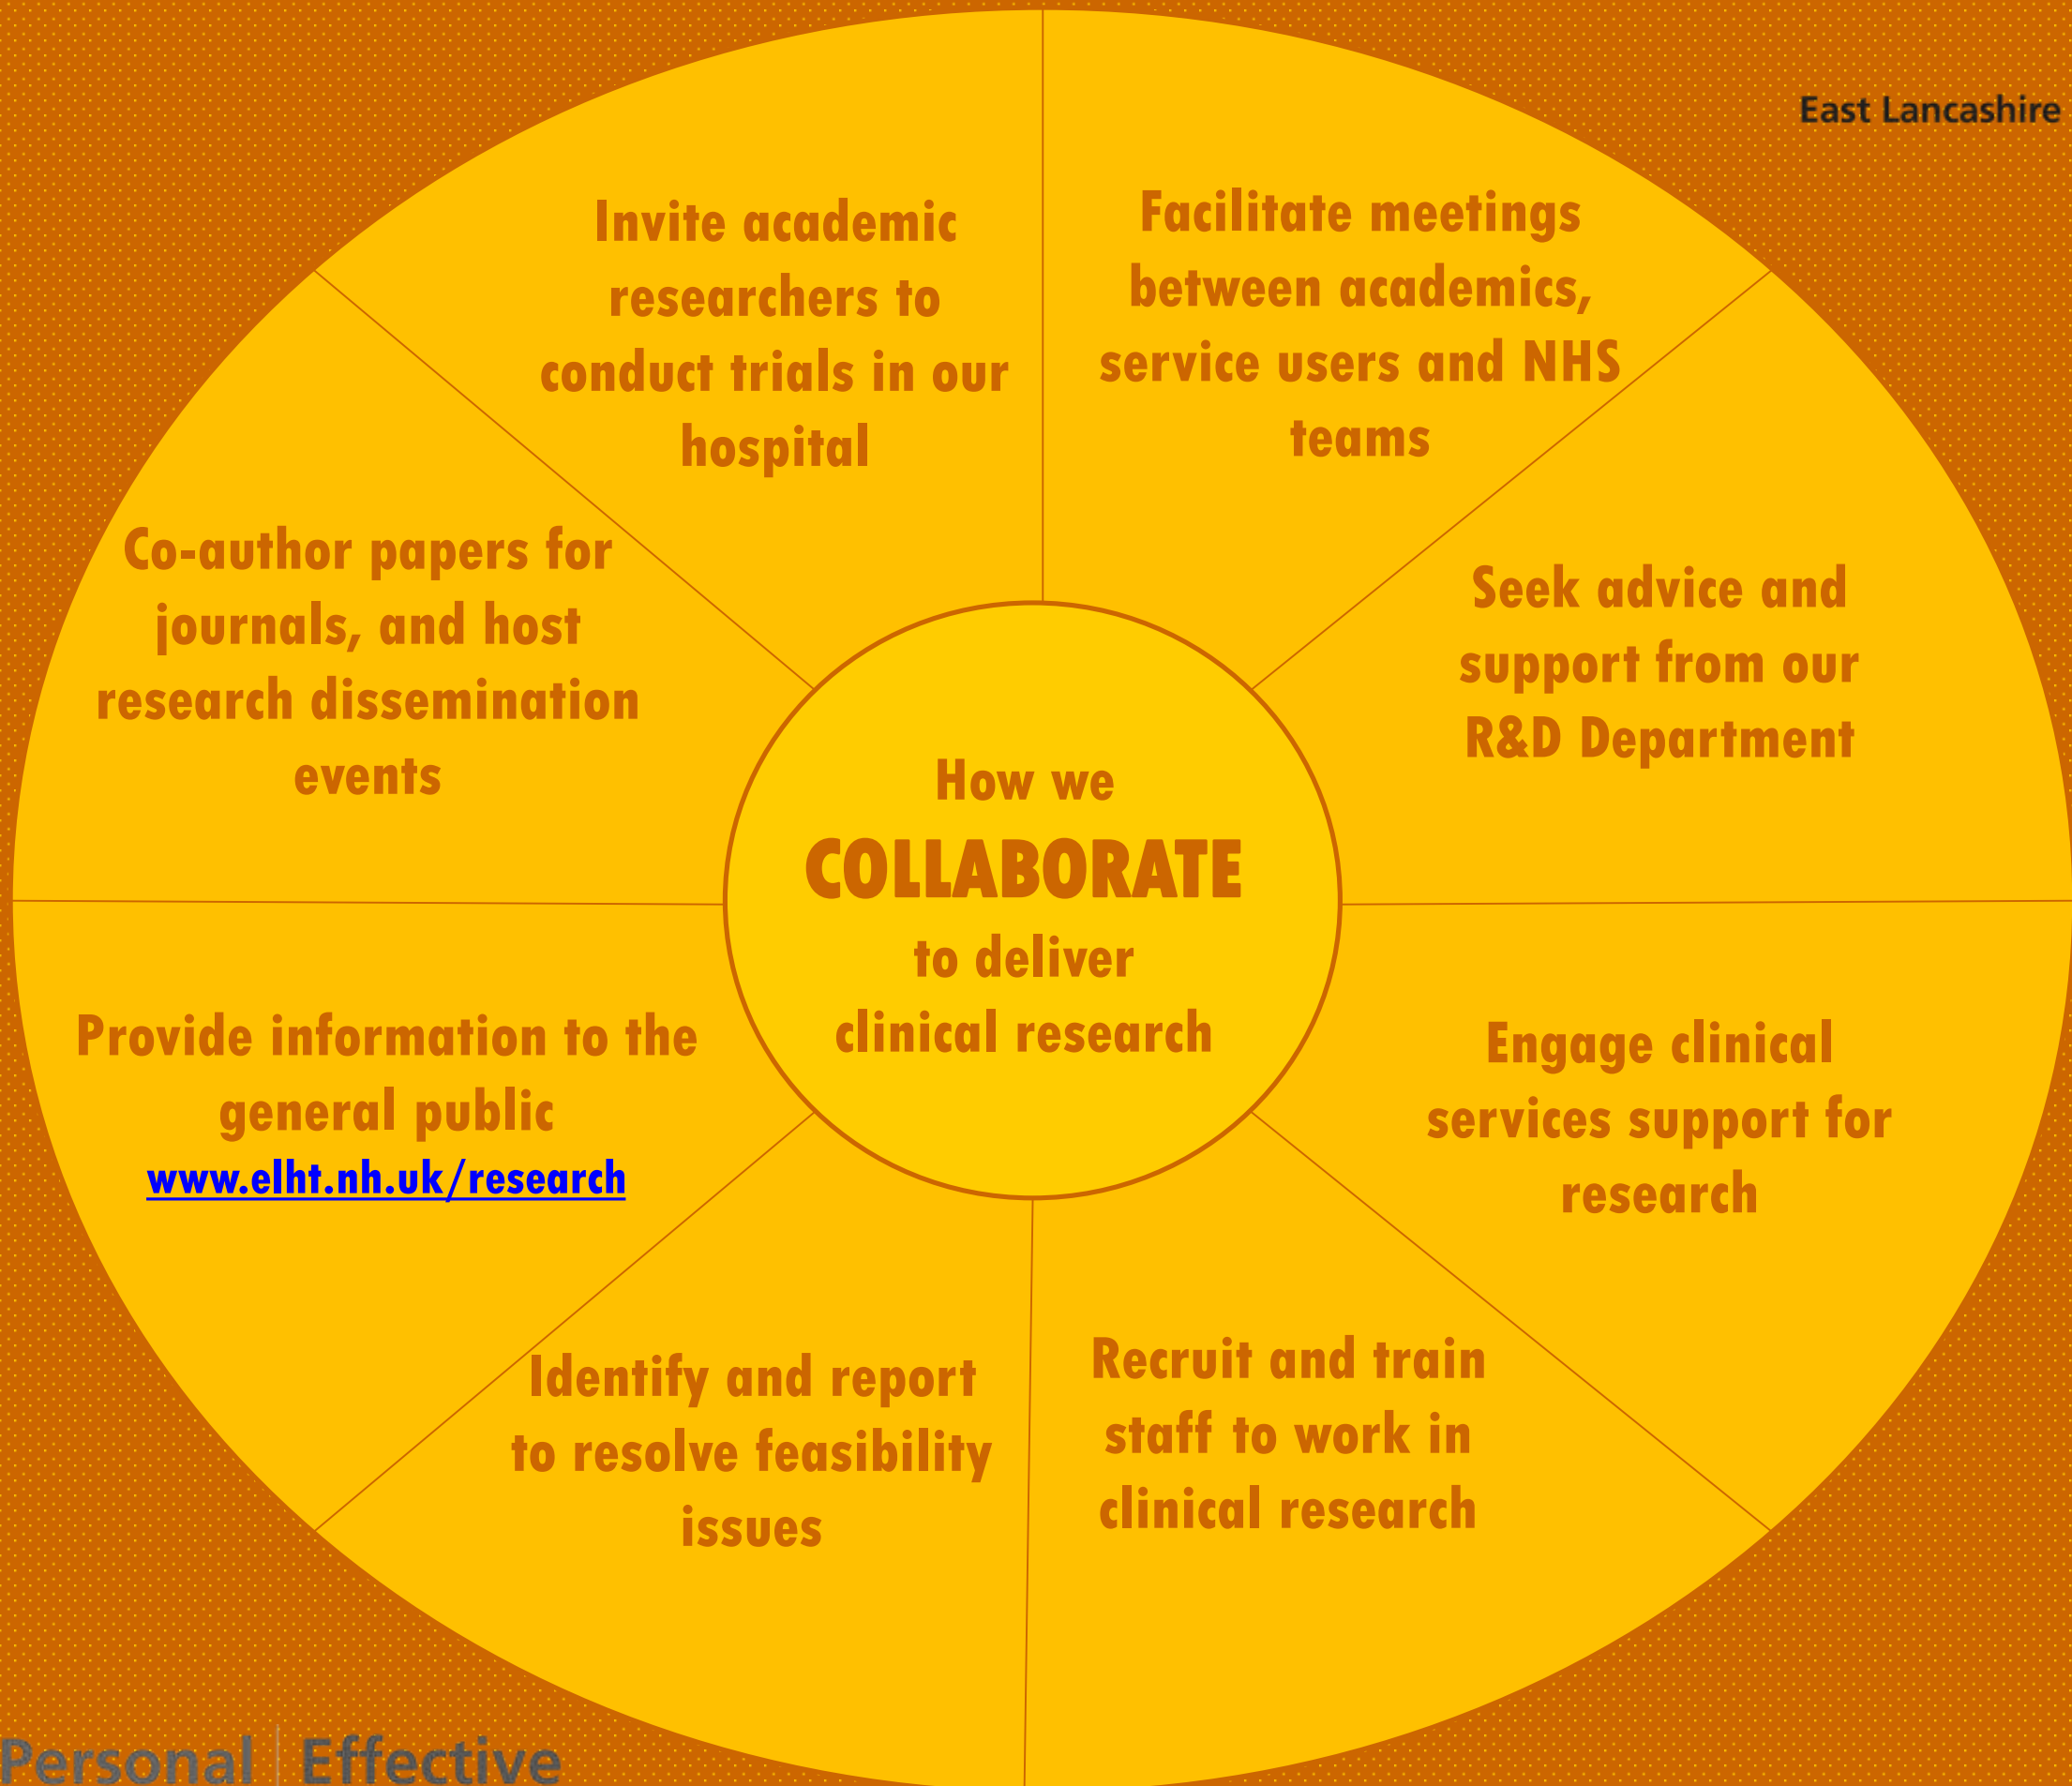 East Lancashire
Invite academic
researchers to
conduct trials in our
hospital
Facilitate meetings
between academics,
service users and NHS
teams
Seek advice and
support from our
R&D Department
Engage clinical
services support for
research
Recruit and train
staff to work in
clinical research
Identify and report
to resolve feasibility
issues
Provide information to the
general public
www.elht.nh.uk/research
Co-author papers for
journals, and host
research dissemination
events
How we
COLLABORATE
to deliver
clinical research
Personal Effective